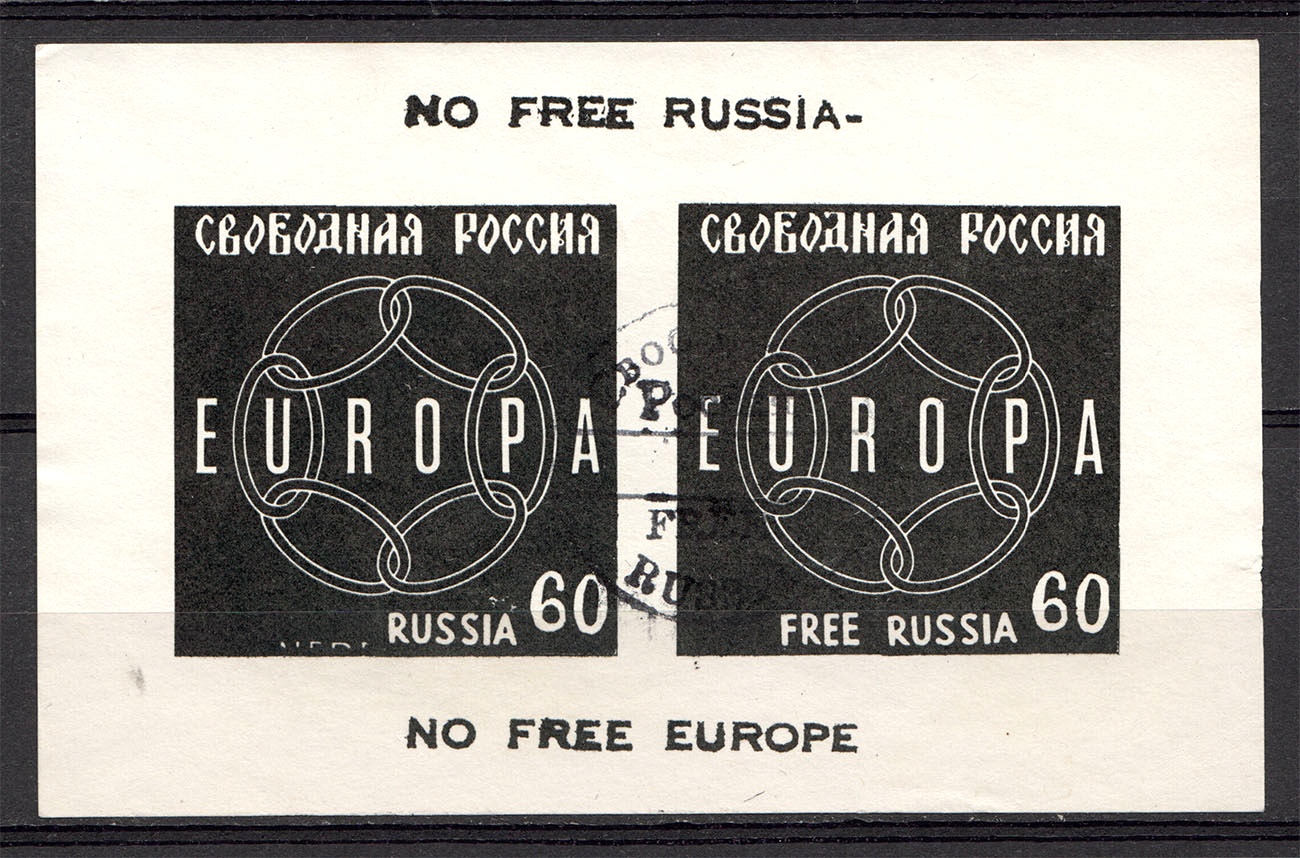 NO FREE RUSSIA-
СВОБОДНАЯ РОССИЯ
EUROPA
RUSSIA 60
СВОБОДНАЯ РОССИЯ
EUROPA
FREE RUSSIA 60
NO FREE EUROPE